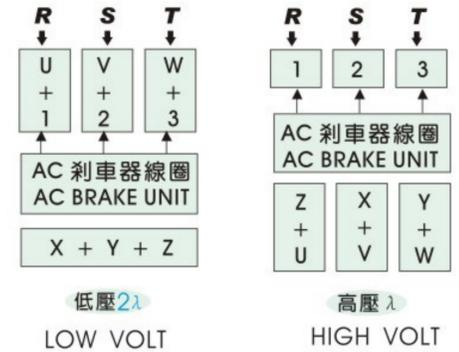 R S T
U + 1
V + 2
W + 3
AC 剎車器線圈
AC BRAKE UNIT
X + Y + Z
低壓2λ
LOW VOLT
R S T
1 2 3
AC 剎車器線圈
AC BRAKE UNIT
Z + U
X + V
Y + W
高壓 λ
HIGH VOLT